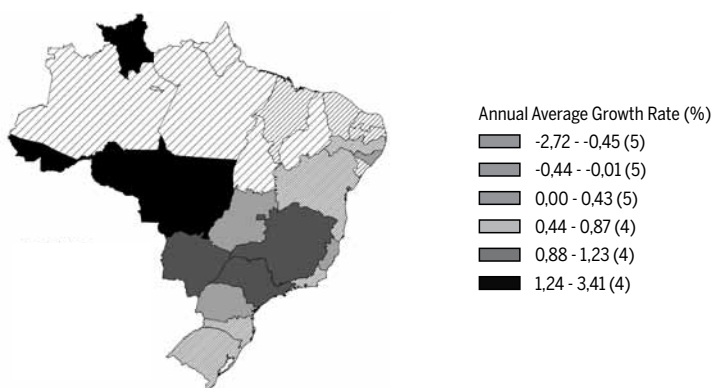 Annual Average Growth Rate (%)
-2,72 - -0,45 (5)
-0,44 - -0,01 (5)
0,00 - 0,43 (5)
0,44 - 0,87 (4)
0,88 - 1,23 (4)
1,24 - 3,41 (4)